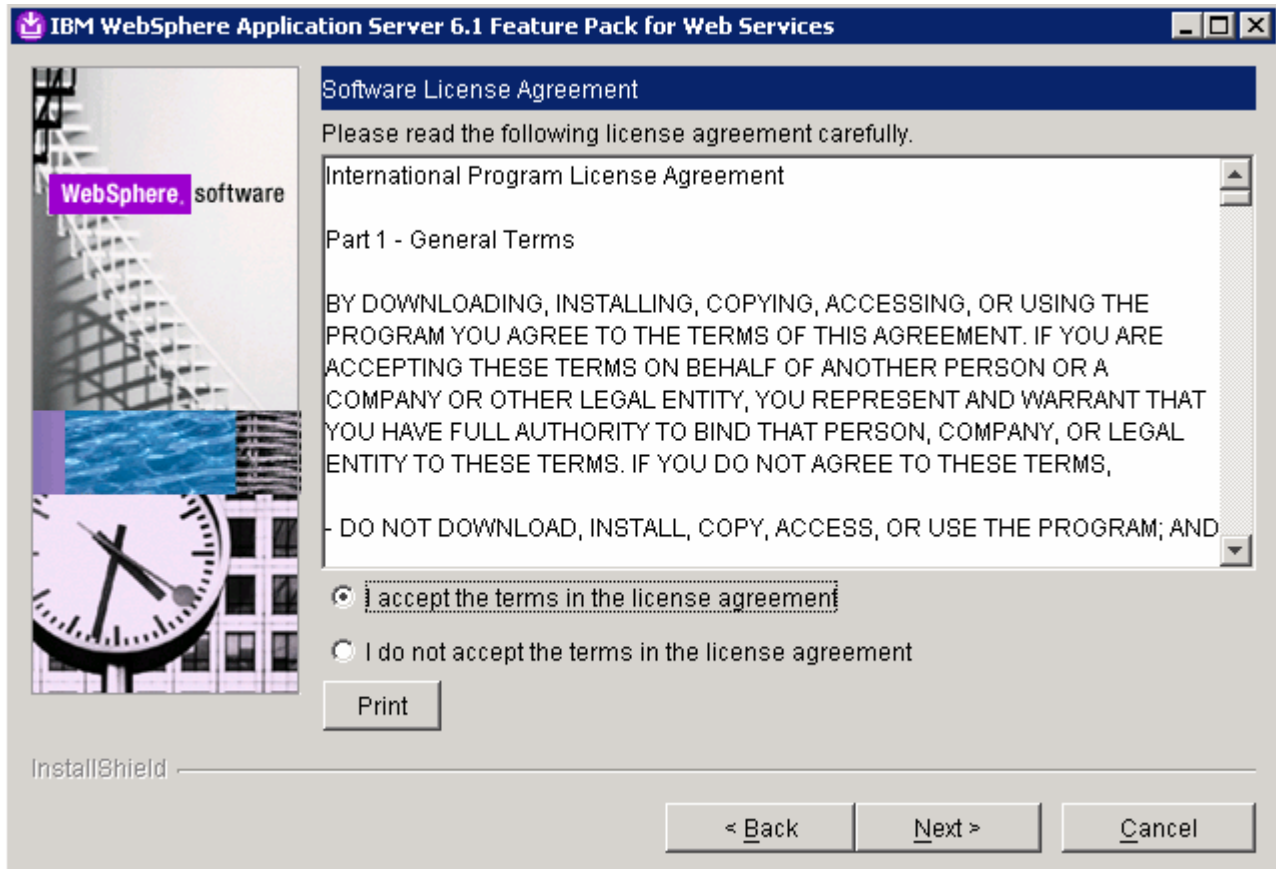 IBM WebSphere Application Server 6.1 Feature Pack for Web Services
WebSphere. software
Software License Agreement
Please read the following license agreement carefully.
International Program License Agreement
Part 1 - General Terms
BY DOWNLOADING, INSTALLING, COPYING, ACCESSING, OR USING THE
PROGRAM YOU AGREE TO THE TERMS OF THIS AGREEMENT. IF YOU ARE
ACCEPTING THESE TERMS ON BEHALF OF ANOTHER PERSON OR A
COMPANY OR OTHER LEGAL ENTITY, YOU REPRESENT AND WARRANT THAT
YOU HAVE FULL AUTHORITY TO BIND THAT PERSON, COMPANY, OR LEGAL
ENTITY TO THESE TERMS. IF YOU DO NOT AGREE TO THESE TERMS,
- DO NOT DOWNLOAD, INSTALL, COPY, ACCESS, OR USE THE PROGRAM; AND
I accept the terms in the license agreement
I do not accept the terms in the license agreement
Print
InstallShield
< Back
Next >
Cancel